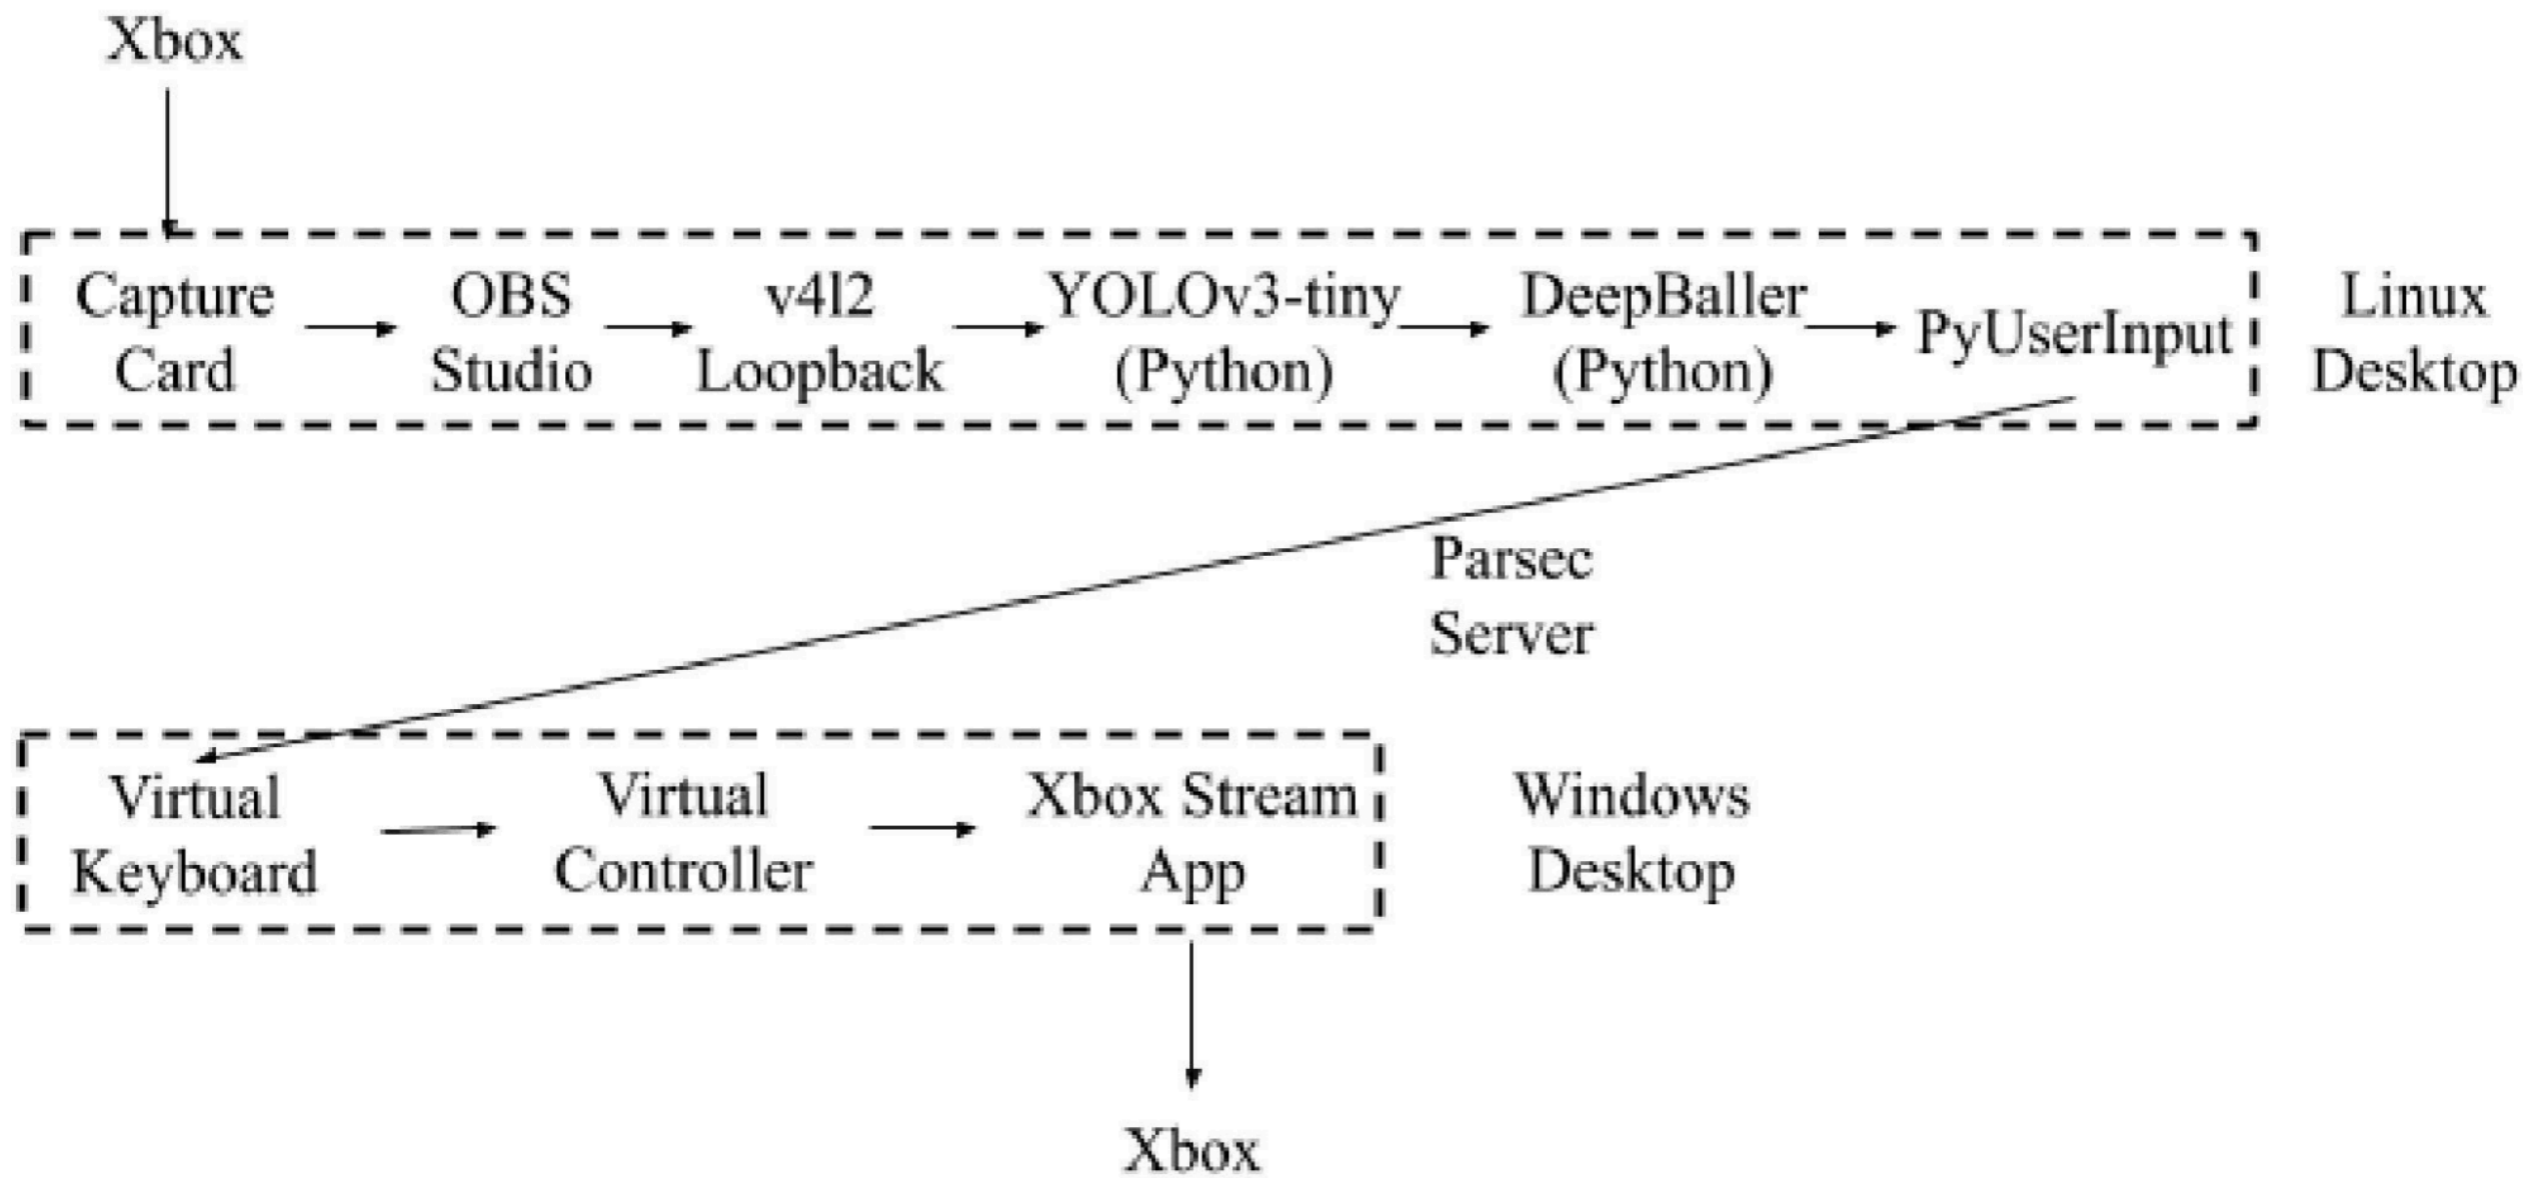 Xbox
Capture
Card
OBS
Studio
v4l2
Loopback
YOLOv3-tiny
(Python)
DeepBaller
(Python)
PyUserInput
Linux
Desktop
Parsec
Server
Virtual
Keyboard
Virtual
Controller
Xbox Stream
App
Windows
Desktop
Xbox